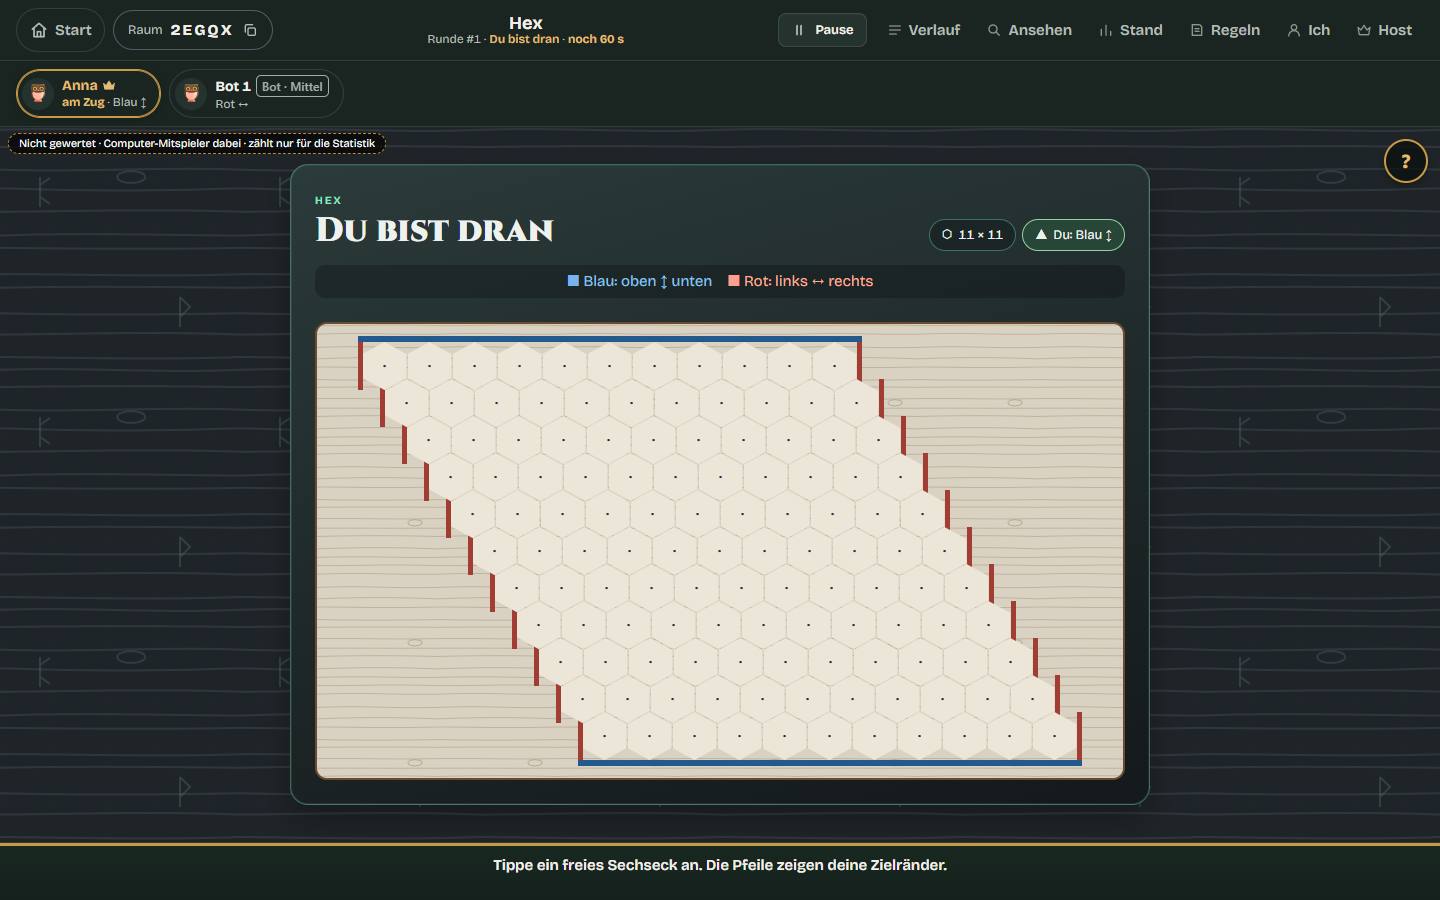 Start
Raum 2EGQX
Hex
Runde #1 · Du bist dran · noch 60 s
Pause
Verlauf
Ansehen
Stand
Regeln
Ich
Host
Anna
am Zug · Blau ↕
Bot 1 Bot · Mittel
Rot ↔
Nicht gewertet · Computer-Mitspieler dabei · zählt nur für die Statistik
?
HEX
DU BIST DRAN
11 × 11
Du: Blau ↕
Blau: oben ↕ unten Rot: links ↔ rechts
Tippe ein freies Sechseck an. Die Pfeile zeigen deine Zielränder.